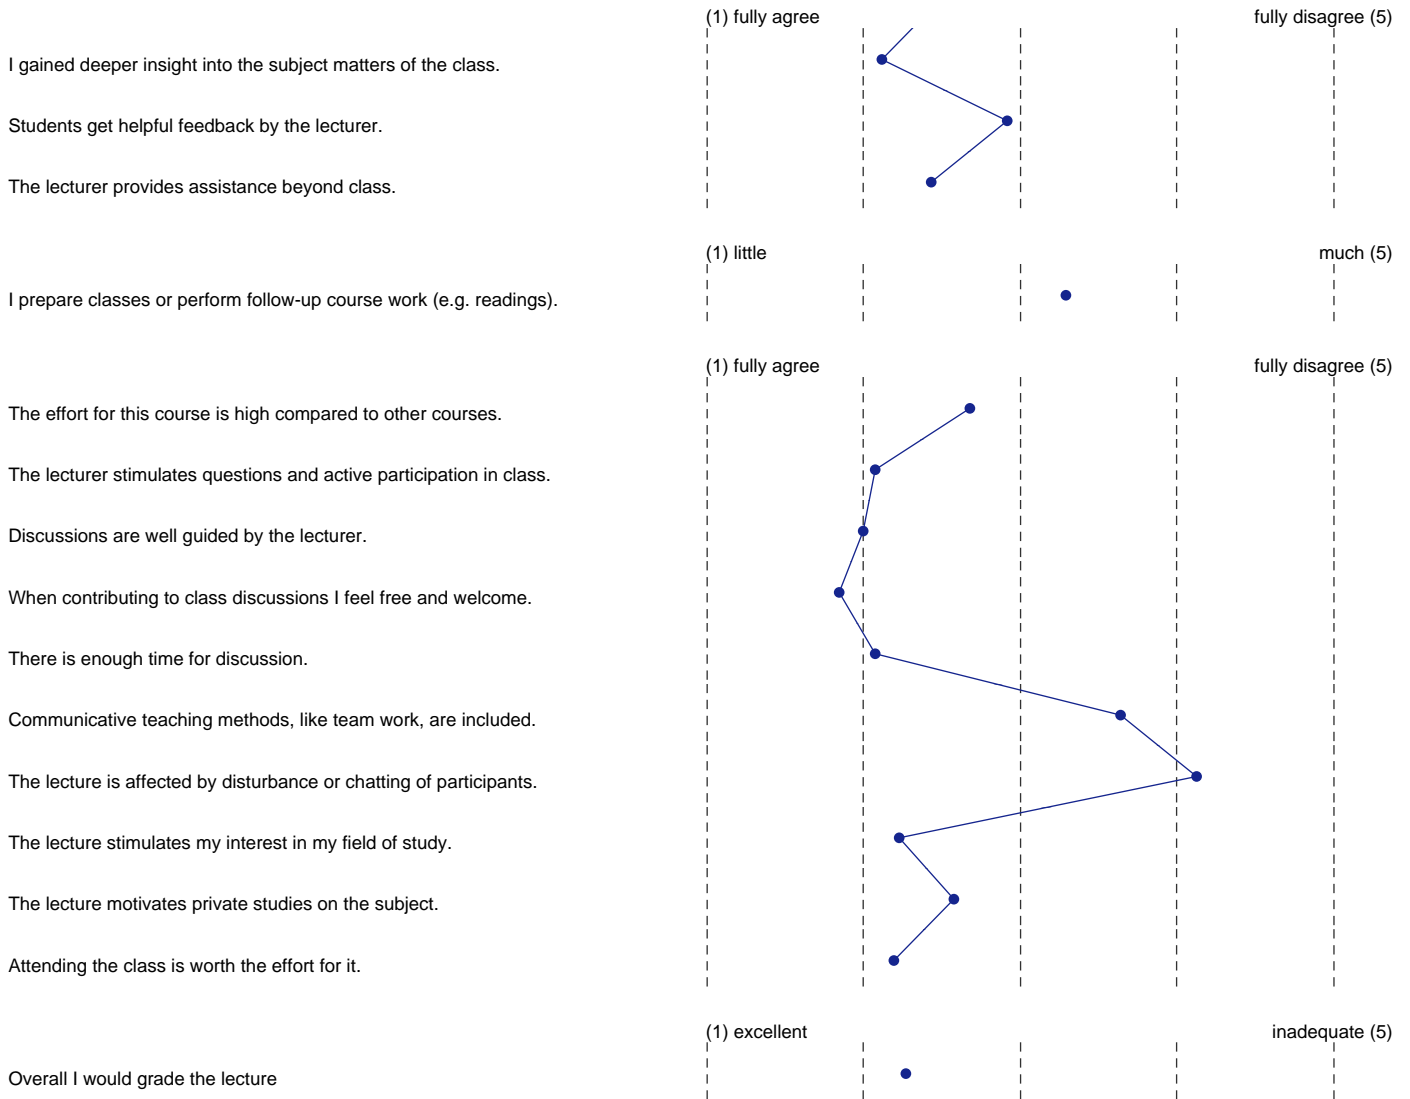 (1) fully agree fully disagree (5)
I gained deeper insight into the subject matters of the class.
Students get helpful feedback by the lecturer.
The lecturer provides assistance beyond class.
(1) little much (5)
I prepare classes or perform follow-up course work (e.g. readings).
(1) fully agree fully disagree (5)
The effort for this course is high compared to other courses.
The lecturer stimulates questions and active participation in class.
Discussions are well guided by the lecturer.
When contributing to class discussions I feel free and welcome.
There is enough time for discussion.
Communicative teaching methods, like team work, are included.
The lecture is affected by disturbance or chatting of participants.
The lecture stimulates my interest in my field of study.
The lecture motivates private studies on the subject.
Attending the class is worth the effort for it.
(1) excellent inadequate (5)
Overall I would grade the lecture